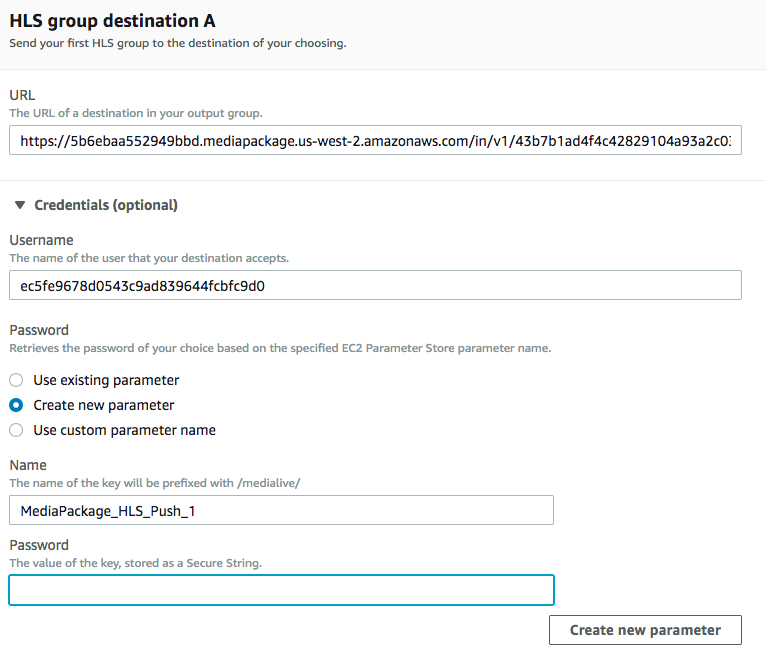 HLS group destination A
Send your first HLS group to the destination of your choosing.
URL
The URL of a destination in your output group.
https://5b6ebaa552949bbd.mediapackage.us-west-2.amazonaws.com/in/v1/43b7b1ad4f4c42829104a93a2c03
Credentials (optional)
Username
The name of the user that your destination accepts.
ec5fe9678d0543c9ad839644fcbfc9d0
Password
Retrieves the password of your choice based on the specified EC2 Parameter Store parameter name.
Use existing parameter
Create new parameter
Use custom parameter name
Name
The name of the key will be prefixed with /medialive/
MediaPackage_HLS_Push_1
Password
The value of the key, stored as a Secure String.
Create new parameter